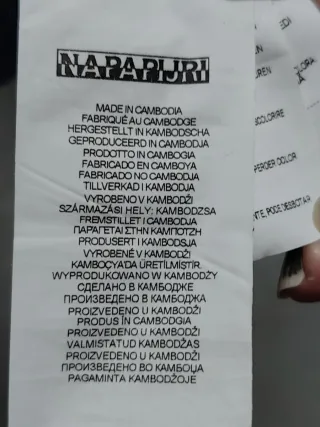 NAPAPIJRI
MADE IN CAMBODIA
FABRIQUÉ AU CAMBODGE
HERGESTELLT IN KAMBODSCHA
GEPRODUCEERD IN CAMBODJA
PRODOTTO IN CAMBOGIA
FABRICADO EN CAMBOYA
FABRICADO NO CAMBODJA
TILLVERKAD I KAMBODJA
VYROBENO V KAMBODŽI
SZÁRMAZÁSI HELY: KAMBODZSA
FREMSTILLET I CAMBODJA
ΠΑΡΑΓΕΤΑΙ ΣΤΗΝ ΚΑΜΠΟΤΖΗ
PRODUSERT I KAMBODSJA
VYROBENÉ V KAMBODŽI
KAMBOÇYA'DA ÜRETİLMİŞTİR.
WYPRODUKOWANO W KAMBODŻY
СДЕЛАНО В КАМБОДЖЕ
ПРОИЗВЕДЕНО В КАМБОДЖА
PROIZVEDENO U KAMBODŽI
PRODUS ÎN CAMBODGIA
PROIZVEDENO U KAMBODŽI
VALMISTATUD KAMBODŽAS
PROIZVEDENO U KAMBODŽI
ПРОИЗВЕДЕНО ВО КАМБОЏА
PAGAMINTA KAMBODŽOJE